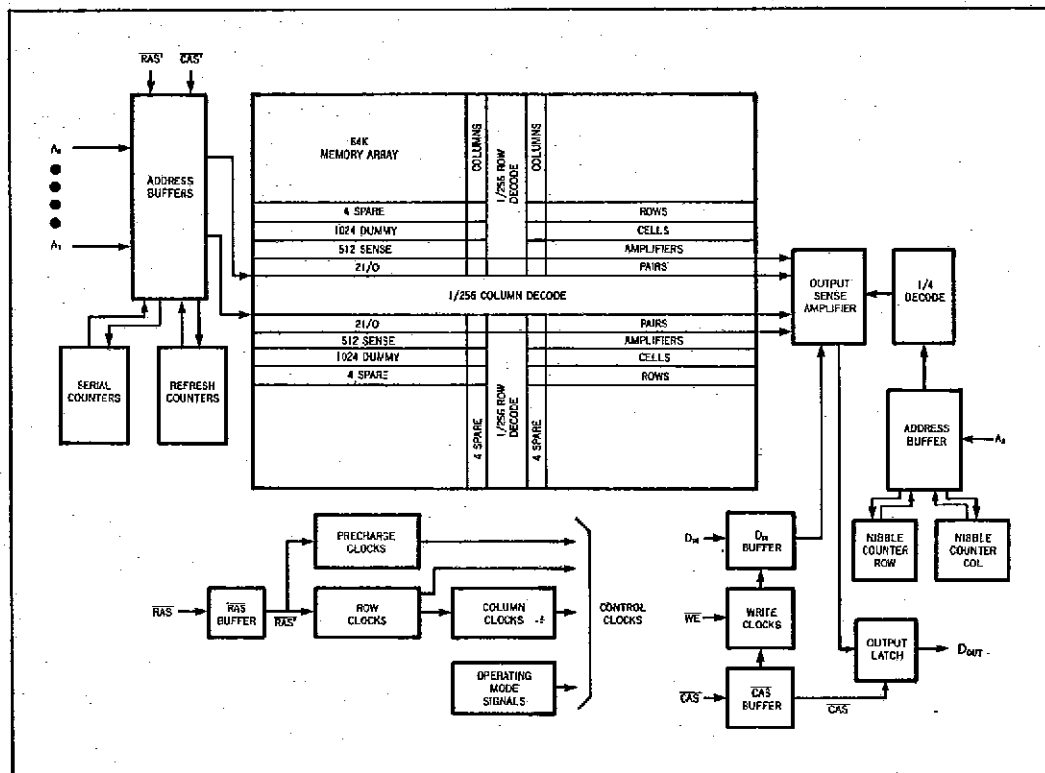 RAS' CAS'
A₀
ADDRESS
BUFFERS
A₇
SERIAL
COUNTERS
REFRESH
COUNTERS
64K
MEMORY ARRAY
COLUMNS
1/256 ROW
DECODE
COLUMNS
4 SPARE ROWS
1024 DUMMY CELLS
512 SENSE AMPLIFIERS
2 I/O PAIRS
1/256 COLUMN DECODE
2 I/O PAIRS
512 SENSE AMPLIFIERS
1024 DUMMY CELLS
4 SPARE ROWS
4 SPARE
1/256 ROW
DECODE
4 SPARE
OUTPUT
SENSE
AMPLIFIER
1/4
DECODE
ADDRESS
BUFFER
A₈
NIBBLE
COUNTER
ROW
NIBBLE
COUNTER
COL
RAS
RAS
BUFFER
RAS'
PRECHARGE
CLOCKS
ROW
CLOCKS
COLUMN
CLOCKS
OPERATING
MODE
SIGNALS
CONTROL
CLOCKS
DIN
DIN
BUFFER
WE
WRITE
CLOCKS
CAS
CAS
BUFFER
CAS
OUTPUT
LATCH
DOUT